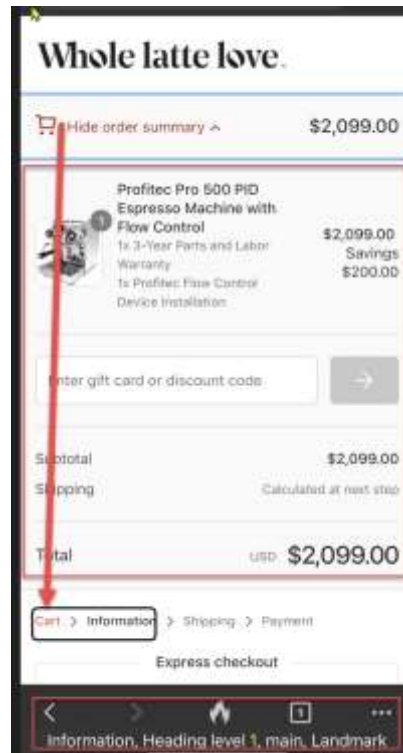 Whole latte love.
Hide order summary $2,099.00
Profitec Pro 500 PID
Espresso Machine with
Flow Control
1
1x 3-Year Parts and Labor
Warranty
1x Profitec Flow Control
Device Installation
$2,099.00
Savings
$200.00
Enter gift card or discount code
Subtotal $2,099.00
Shipping Calculated at next step
Total USD $2,099.00
Cart > Information > Shipping > Payment
Express checkout
1
Information, Heading level 1, main, Landmark